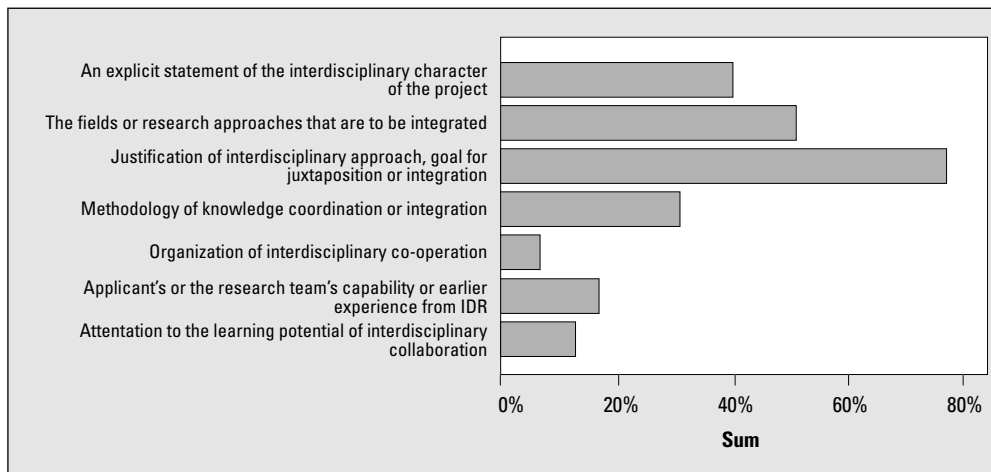 An explicit statement of the interdisciplinary character
of the project
The fields or research approaches that are to be integrated
Justification of interdisciplinary approach, goal for
juxtaposition or integration
Methodology of knowledge coordination or integration
Organization of interdisciplinary co-operation
Applicant's or the research team's capability or earlier
experience from IDR
Attentation to the learning potential of interdisciplinary
collaboration
0% 20% 40% 60% 80%
Sum